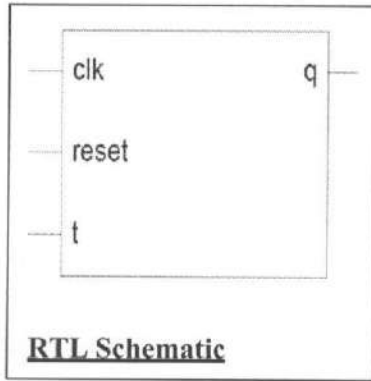 clk q
reset
t
RTL Schematic